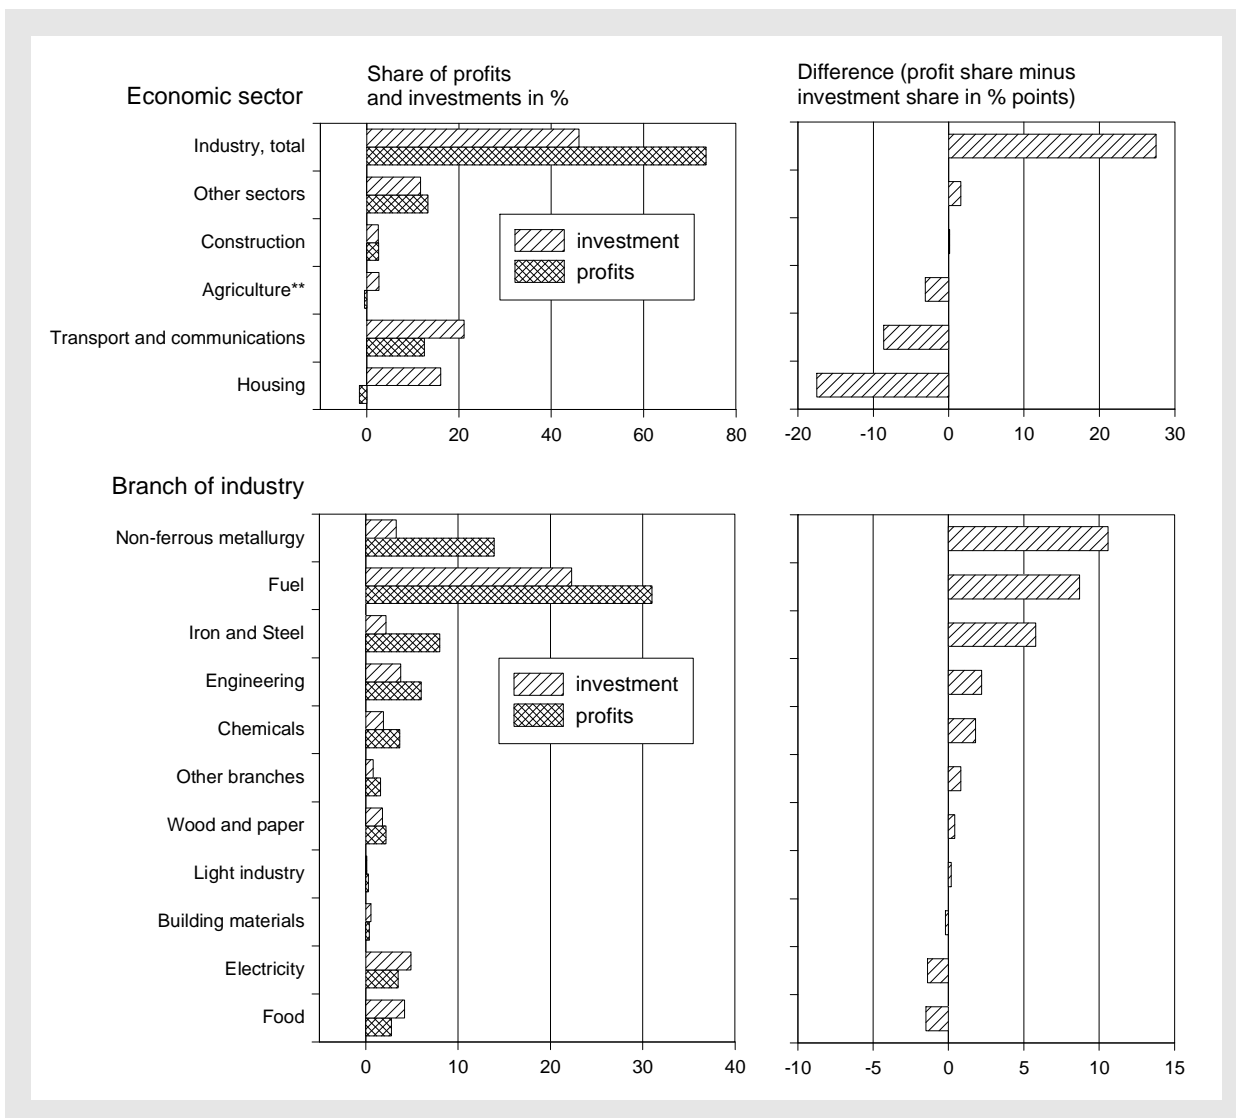 Economic sector
Share of profits
and investments in %
Difference (profit share minus
investment share in % points)
Industry, total
Other sectors
Construction
Agriculture**
Transport and communications
Housing
investment
profits
0 20 40 60 80
-20 -10 0 10 20 30
Branch of industry
Non-ferrous metallurgy
Fuel
Iron and Steel
Engineering
Chemicals
Other branches
Wood and paper
Light industry
Building materials
Electricity
Food
investment
profits
0 10 20 30 40
-10 -5 0 5 10 15